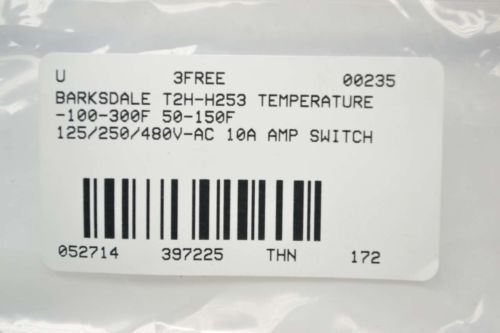 U 3FREE 00235
BARKSDALE T2H-H253 TEMPERATURE
-100-300F 50-150F
125/250/480V-AC 10A AMP SWITCH
052714 397225 THN 172